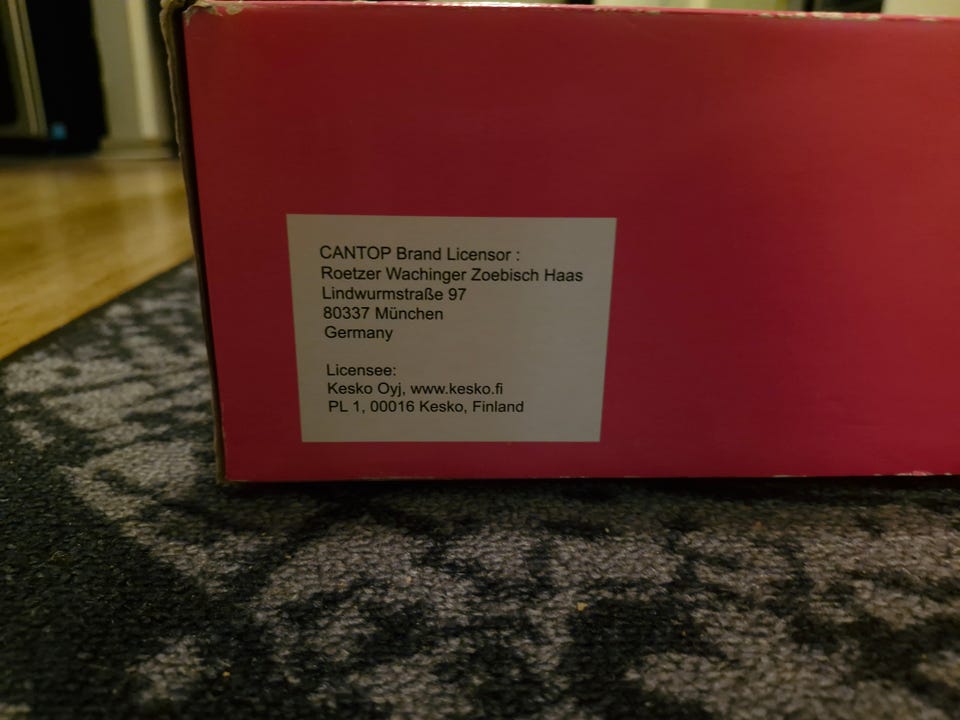 CANTOP Brand Licensor :
Roetzer Wachinger Zoebisch Haas
Lindwurmstraße 97
80337 München
Germany
Licensee:
Kesko Oyj, www.kesko.fi
PL 1, 00016 Kesko, Finland